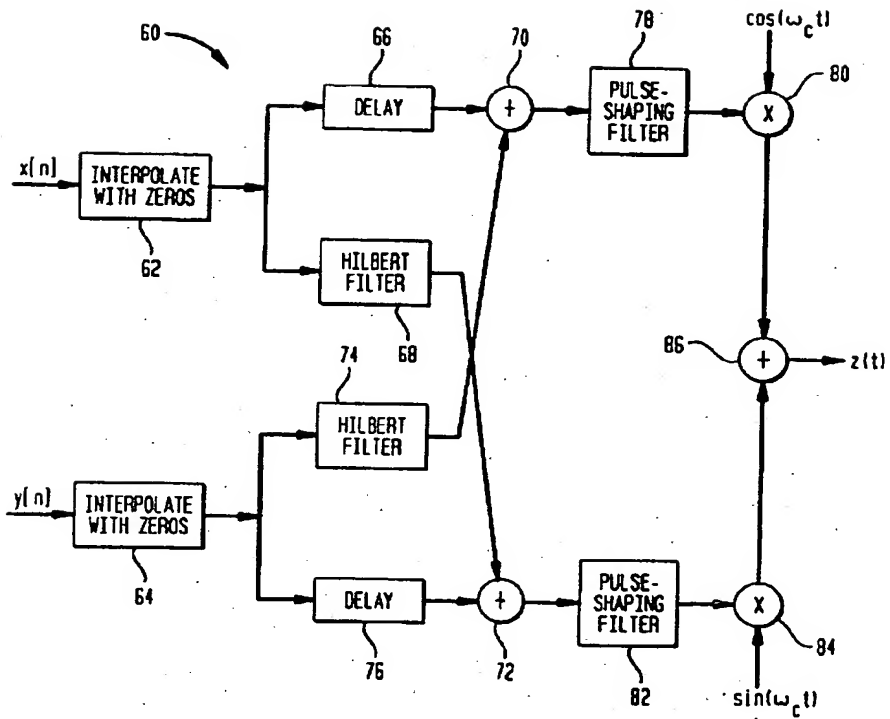 60
66
70
78
cos(ω_c t)
80
DELAY
+
PULSE-
SHAPING
FILTER
X
x[n]
INTERPOLATE
WITH ZEROS
62
HILBERT
FILTER
68
86
+
z(t)
74
HILBERT
FILTER
y[n]
INTERPOLATE
WITH ZEROS
64
DELAY
76
+
72
PULSE-
SHAPING
FILTER
82
X
84
sin(ω_c t)